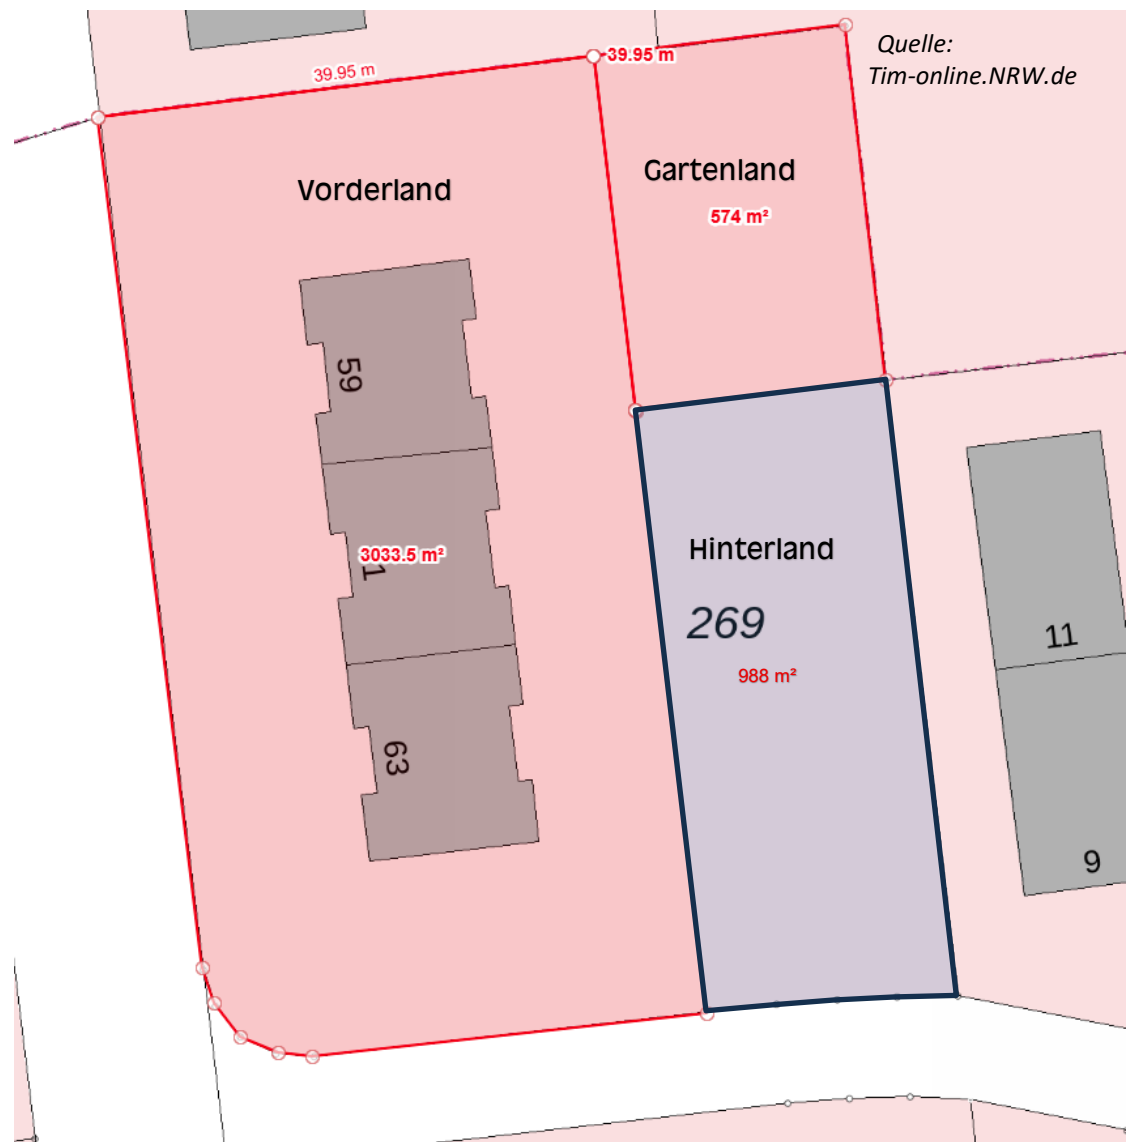 Quelle:
Tim-online.NRW.de
39.95 m
39.95 m
Vorderland
Gartenland
574 m²
59
3033.5 m²
1
Hinterland
269
988 m²
11
63
9